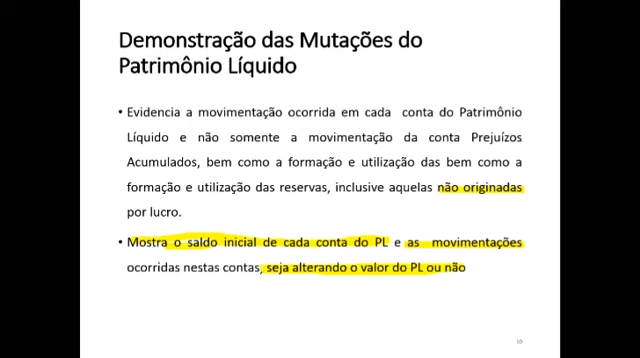 Demonstração das Mutações do
Patrimônio Líquido
• Evidencia a movimentação ocorrida em cada conta do Patrimônio
Líquido e não somente a movimentação da conta Prejuízos
Acumulados, bem como a formação e utilização das bem como a
formação e utilização das reservas, inclusive aquelas não originadas
por lucro.
• Mostra o saldo inicial de cada conta do PL e as movimentações
ocorridas nestas contas, seja alterando o valor do PL ou não